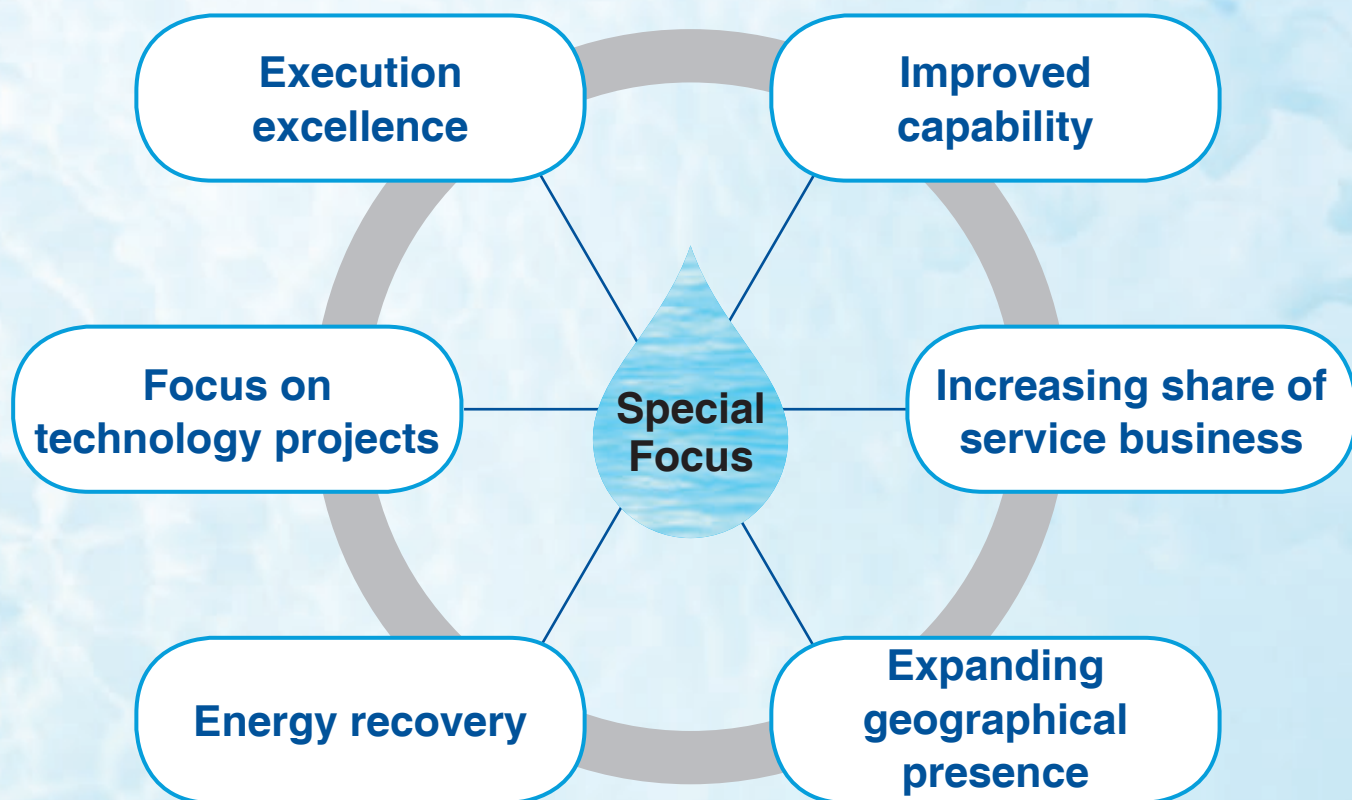 Execution
excellence
Improved
capability
Focus on
technology projects
Special
Focus
Increasing share of
service business
Energy recovery
Expanding
geographical
presence